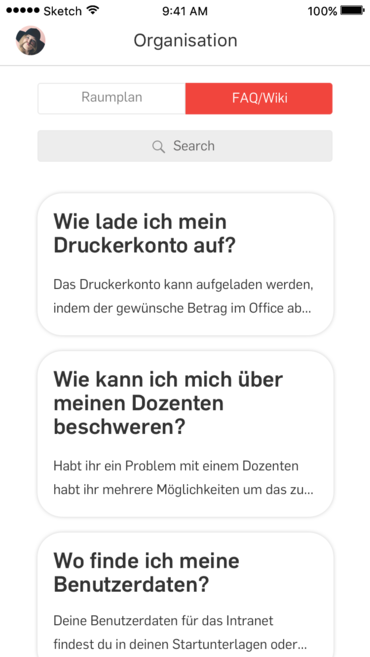 Sketch 9:41 AM 100%
Organisation
Raumplan FAQ/Wiki
Search
Wie lade ich mein
Druckerkonto auf?
Das Druckerkonto kann aufgeladen werden,
indem der gewünsche Betrag im Office ab...
Wie kann ich mich über
meinen Dozenten
beschweren?
Habt ihr ein Problem mit einem Dozenten
habt ihr mehrere Möglichkeiten um das zu...
Wo finde ich meine
Benutzerdaten?
Deine Benutzerdaten für das Intranet
findest du in deinen Startunterlagen oder...